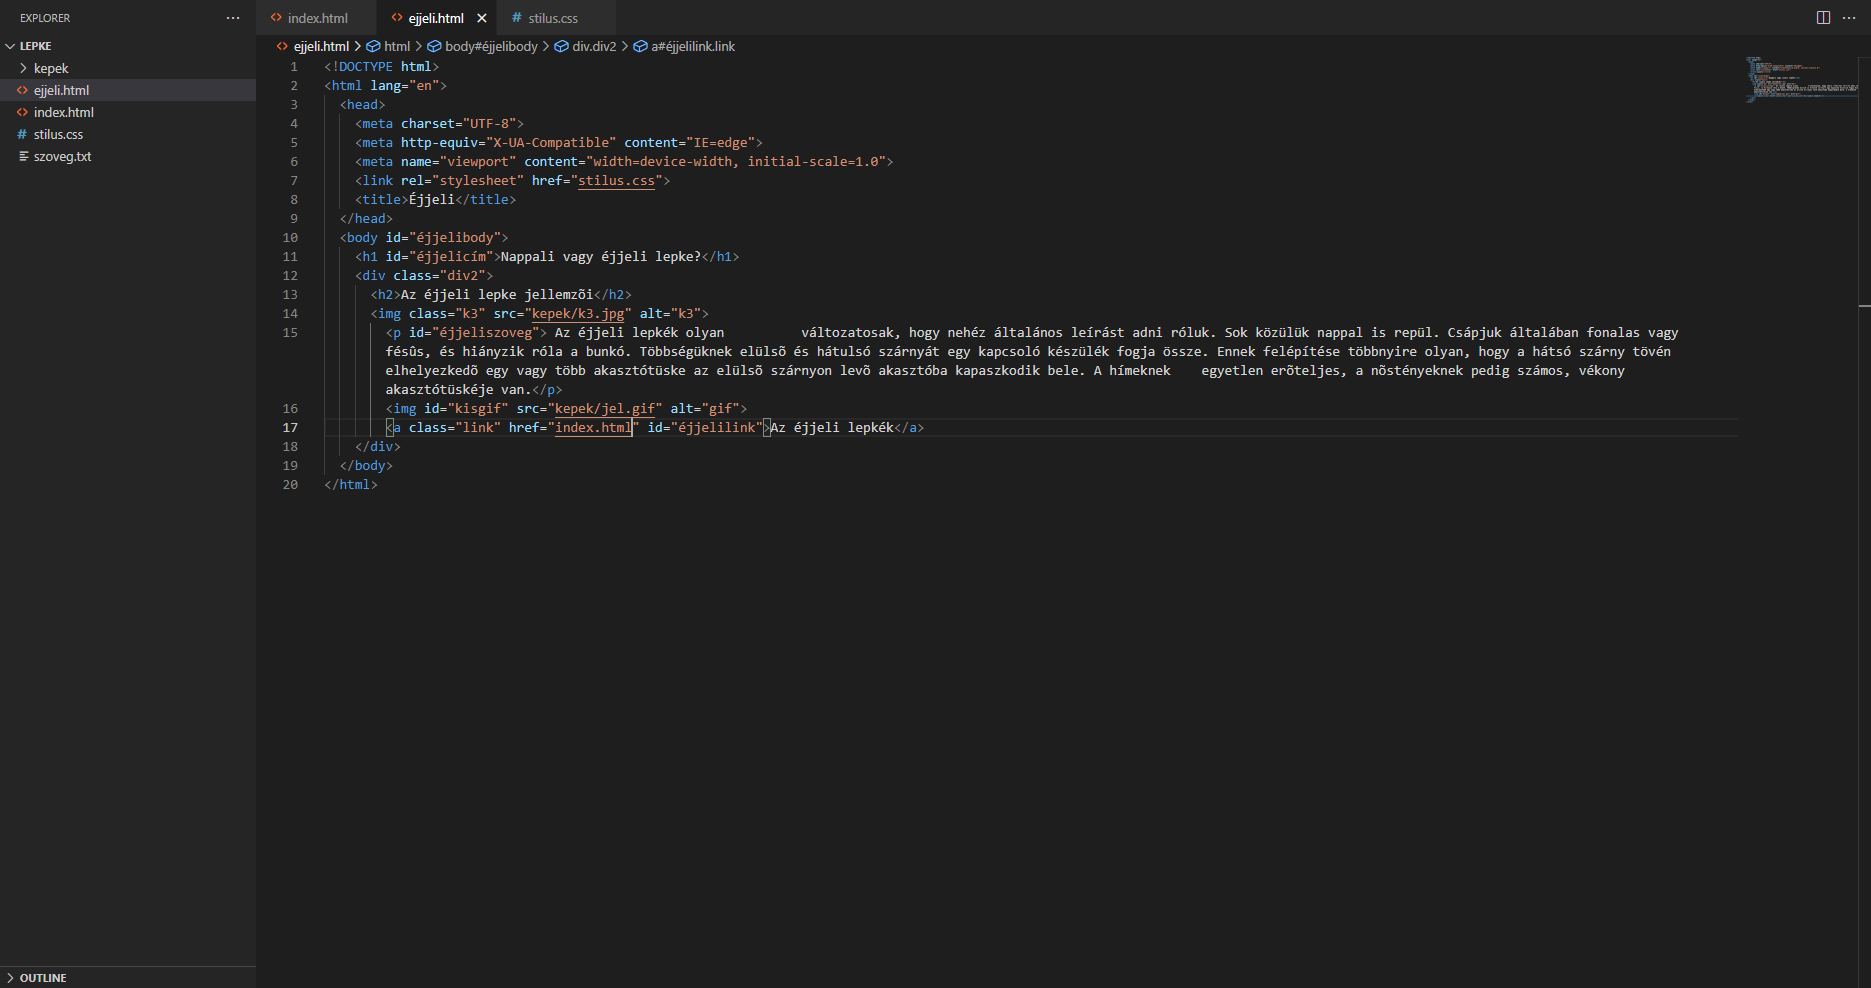 EXPLORER
LEPKE
kepek
ejjeli.html
index.html
stilus.css
szoveg.txt
OUTLINE
index.html
ejjeli.html
stilus.css
ejjeli.html > html > body#éjjelibody > div.div2 > a#éjjelilink.link
1 <!DOCTYPE html>
2 <html lang="en">
3 <head>
4 <meta charset="UTF-8">
5 <meta http-equiv="X-UA-Compatible" content="IE=edge">
6 <meta name="viewport" content="width=device-width, initial-scale=1.0">
7 <link rel="stylesheet" href="stilus.css">
8 <title>Éjjeli</title>
9 </head>
10 <body id="éjjelibody">
11 <h1 id="éjjelicím">Nappali vagy éjjeli lepke?</h1>
12 <div class="div2">
13 <h2>Az éjjeli lepke jellemzõi</h2>
14 <img class="k3" src="kepek/k3.jpg" alt="k3">
15 <p id="éjjeliszoveg"> Az éjjeli lepkék olyan változatosak, hogy nehéz általános leírást adni róluk. Sok közülük nappal is repül. Csápjuk általában fonalas vagy
fésûs, és hiányzik róla a bunkó. Többségüknek elülsõ és hátulsó szárnyát egy kapcsoló készülék fogja össze. Ennek felépítése többnyire olyan, hogy a hátsó szárny tövén
elhelyezkedõ egy vagy több akasztótüske az elülsõ szárnyon levõ akasztóba kapaszkodik bele. A hímeknek egyetlen erõteljes, a nõstényeknek pedig számos, vékony
akasztótüskéje van.</p>
16 <img id="kisgif" src="kepek/jel.gif" alt="gif">
17 <a class="link" href="index.html" id="éjjelilink">Az éjjeli lepkék</a>
18 </div>
19 </body>
20 </html>